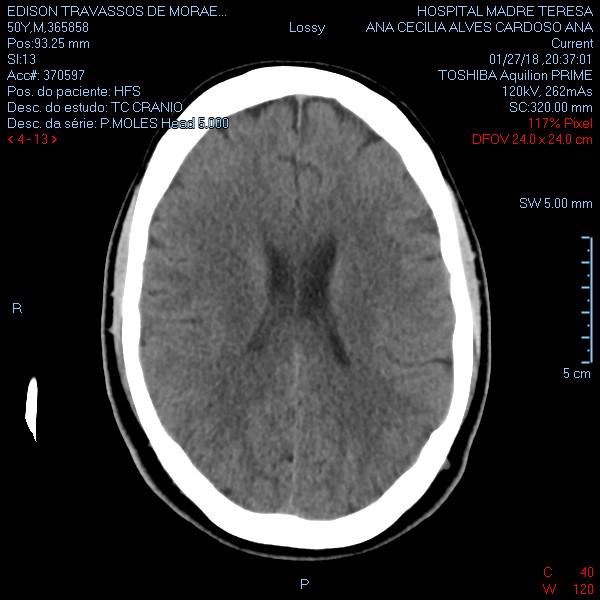 EDISON TRAVASSOS DE MORAE...
50Y,M,365858
Pos:93.25 mm
SI:13
Acc#: 370597
Pos. do paciente: HFS
Desc. do estudo: TC CRANIO
Desc. da série: P.MOLES Head 5.000
< 4 - 13 >
Lossy
HOSPITAL MADRE TERESA
ANA CECILIA ALVES CARDOSO ANA
Current
01/27/18 ,20:37:01
TOSHIBA Aquilion PRIME
120kV, 262mAs
SC:320.00 mm
117% Pixel
DFOV 24.0 x 24.0 cm
SW 5.00 mm
R
5 cm
P
C 40
W 120